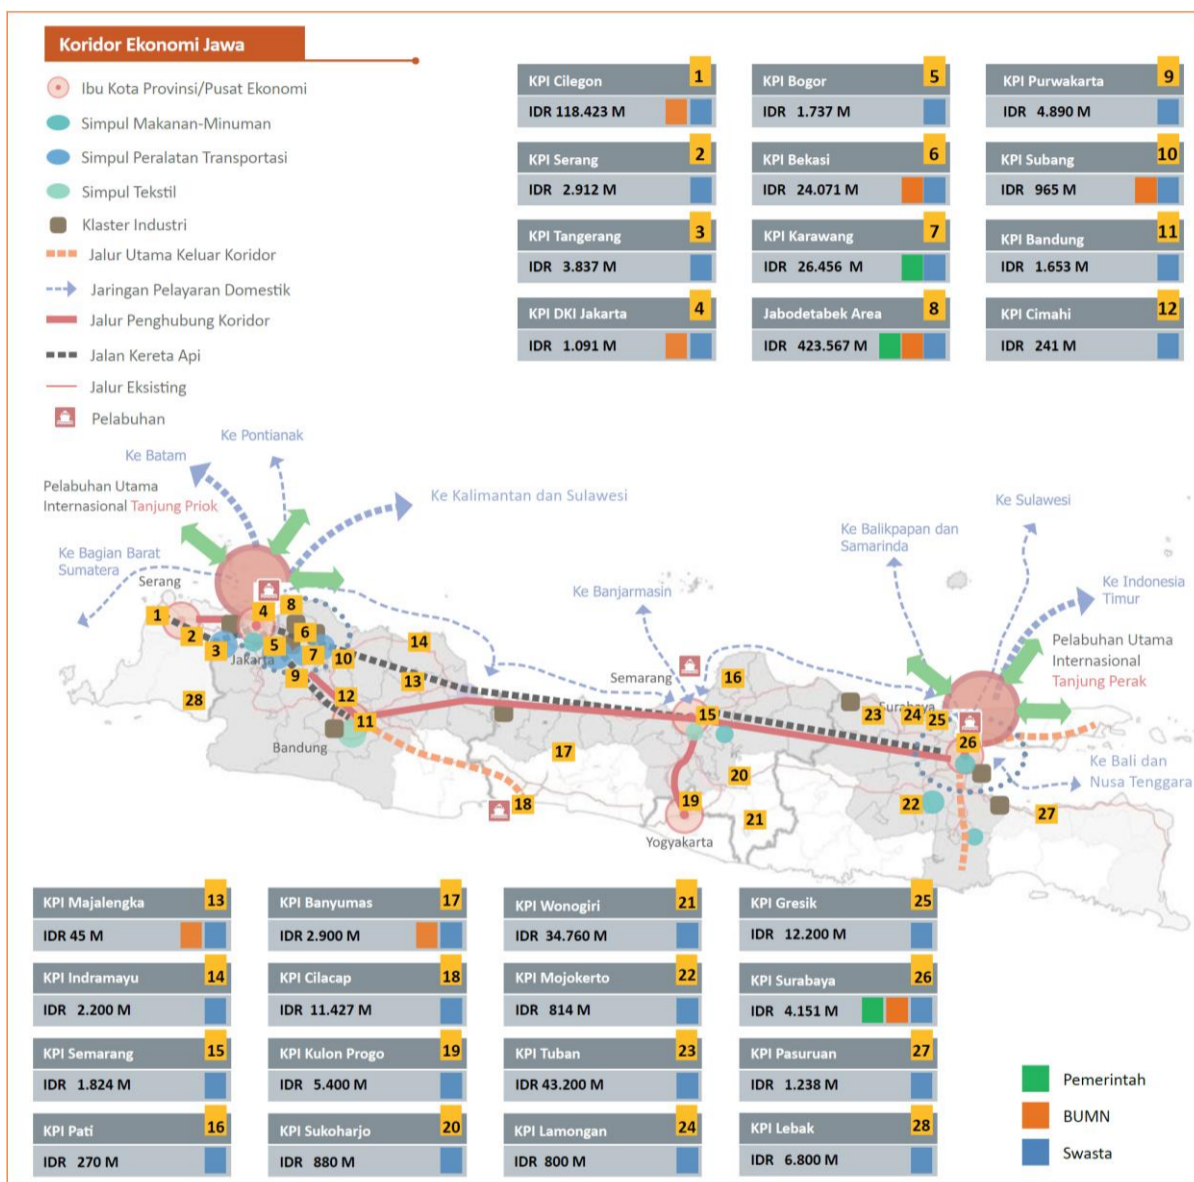 Koridor Ekonomi Jawa
Ibu Kota Provinsi/Pusat Ekonomi
Simpul Makanan-Minuman
Simpul Peralatan Transportasi
Simpul Tekstil
Klaster Industri
Jalur Utama Keluar Koridor
Jaringan Pelayaran Domestik
Jalur Penghubung Koridor
Jalan Kereta Api
Jalur Eksisting
Pelabuhan
KPI Cilegon 1
IDR 118.423 M
KPI Serang 2
IDR 2.912 M
KPI Tangerang 3
IDR 3.837 M
KPI DKI Jakarta 4
IDR 1.091 M
KPI Bogor 5
IDR 1.737 M
KPI Bekasi 6
IDR 24.071 M
KPI Karawang 7
IDR 26.456 M
Jabodetabek Area 8
IDR 423.567 M
KPI Purwakarta 9
IDR 4.890 M
KPI Subang 10
IDR 965 M
KPI Bandung 11
IDR 1.653 M
KPI Cimahi 12
IDR 241 M
Ke Pontianak
Ke Batam
Pelabuhan Utama
Internasional Tanjung Priok
Ke Kalimantan dan Sulawesi
Ke Bagian Barat
Sumatera
Serang
Jakarta
Bandung
Ke Banjarmasin
Semarang
Yogyakarta
Ke Balikpapan dan
Samarinda
Ke Sulawesi
Ke Indonesia
Timur
Pelabuhan Utama
Internasional
Tanjung Perak
Surabaya
Ke Bali dan
Nusa Tenggara
1
2
3
4
5
6
7
8
9
10
11
12
13
14
15
16
17
18
19
20
21
22
23
24
25
26
27
28
KPI Majalengka 13
IDR 45 M
KPI Indramayu 14
IDR 2.200 M
KPI Semarang 15
IDR 1.824 M
KPI Pati 16
IDR 270 M
KPI Banyumas 17
IDR 2.900 M
KPI Cilacap 18
IDR 11.427 M
KPI Kulon Progo 19
IDR 5.400 M
KPI Sukoharjo 20
IDR 880 M
KPI Wonogiri 21
IDR 34.760 M
KPI Mojokerto 22
IDR 814 M
KPI Tuban 23
IDR 43.200 M
KPI Lamongan 24
IDR 800 M
KPI Gresik 25
IDR 12.200 M
KPI Surabaya 26
IDR 4.151 M
KPI Pasuruan 27
IDR 1.238 M
KPI Lebak 28
IDR 6.800 M
Pemerintah
BUMN
Swasta